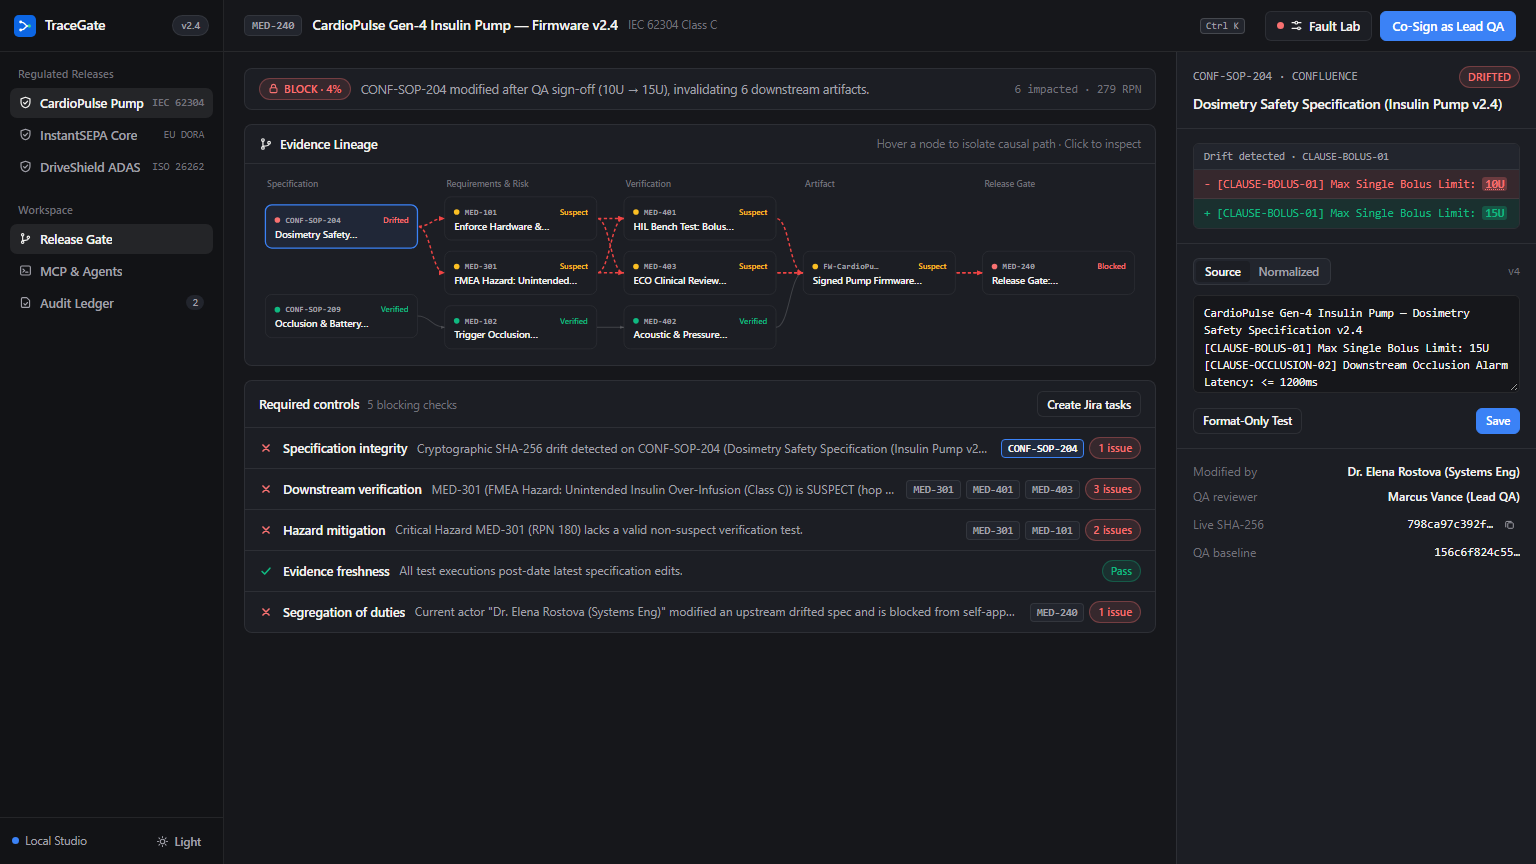 TraceGate
v2.4
Regulated Releases
CardioPulse Pump IEC 62304
InstantSEPA Core EU DORA
DriveShield ADAS ISO 26262
Workspace
Release Gate
MCP & Agents
Audit Ledger 2
Local Studio
Light
MED-240 CardioPulse Gen-4 Insulin Pump — Firmware v2.4 IEC 62304 Class C
Ctrl K
Fault Lab
Co-Sign as Lead QA
BLOCK · 4% CONF-SOP-204 modified after QA sign-off (10U → 15U), invalidating 6 downstream artifacts. 6 impacted · 279 RPN
Evidence Lineage
Hover a node to isolate causal path · Click to inspect
Specification
Requirements & Risk
Verification
Artifact
Release Gate
CONF-SOP-204 Drifted
Dosimetry Safety...
CONF-SOP-209 Verified
Occlusion & Battery...
MED-101 Suspect
Enforce Hardware &...
MED-301 Suspect
FMEA Hazard: Unintended...
MED-102 Verified
Trigger Occlusion...
MED-401 Suspect
HIL Bench Test: Bolus...
MED-403 Suspect
ECO Clinical Review...
MED-402 Verified
Acoustic & Pressure...
FW-CardioPu… Suspect
Signed Pump Firmware...
MED-240 Blocked
Release Gate:...
Required controls 5 blocking checks
Create Jira tasks
Specification integrity Cryptographic SHA-256 drift detected on CONF-SOP-204 (Dosimetry Safety Specification (Insulin Pump v2... CONF-SOP-204 1 issue
Downstream verification MED-301 (FMEA Hazard: Unintended Insulin Over-Infusion (Class C)) is SUSPECT (hop ... MED-301 MED-401 MED-403 3 issues
Hazard mitigation Critical Hazard MED-301 (RPN 180) lacks a valid non-suspect verification test. MED-301 MED-101 2 issues
Evidence freshness All test executions post-date latest specification edits. Pass
Segregation of duties Current actor "Dr. Elena Rostova (Systems Eng)" modified an upstream drifted spec and is blocked from self-app... MED-240 1 issue
CONF-SOP-204 · CONFLUENCE
DRIFTED
Dosimetry Safety Specification (Insulin Pump v2.4)
Drift detected · CLAUSE-BOLUS-01
- [CLAUSE-BOLUS-01] Max Single Bolus Limit: 10U
+ [CLAUSE-BOLUS-01] Max Single Bolus Limit: 15U
Source Normalized
v4
CardioPulse Gen-4 Insulin Pump — Dosimetry
Safety Specification v2.4
[CLAUSE-BOLUS-01] Max Single Bolus Limit: 15U
[CLAUSE-OCCLUSION-02] Downstream Occlusion Alarm
Latency: <= 1200ms
Format-Only Test
Save
Modified by Dr. Elena Rostova (Systems Eng)
QA reviewer Marcus Vance (Lead QA)
Live SHA-256 798ca97c392f…
QA baseline 156c6f824c55…